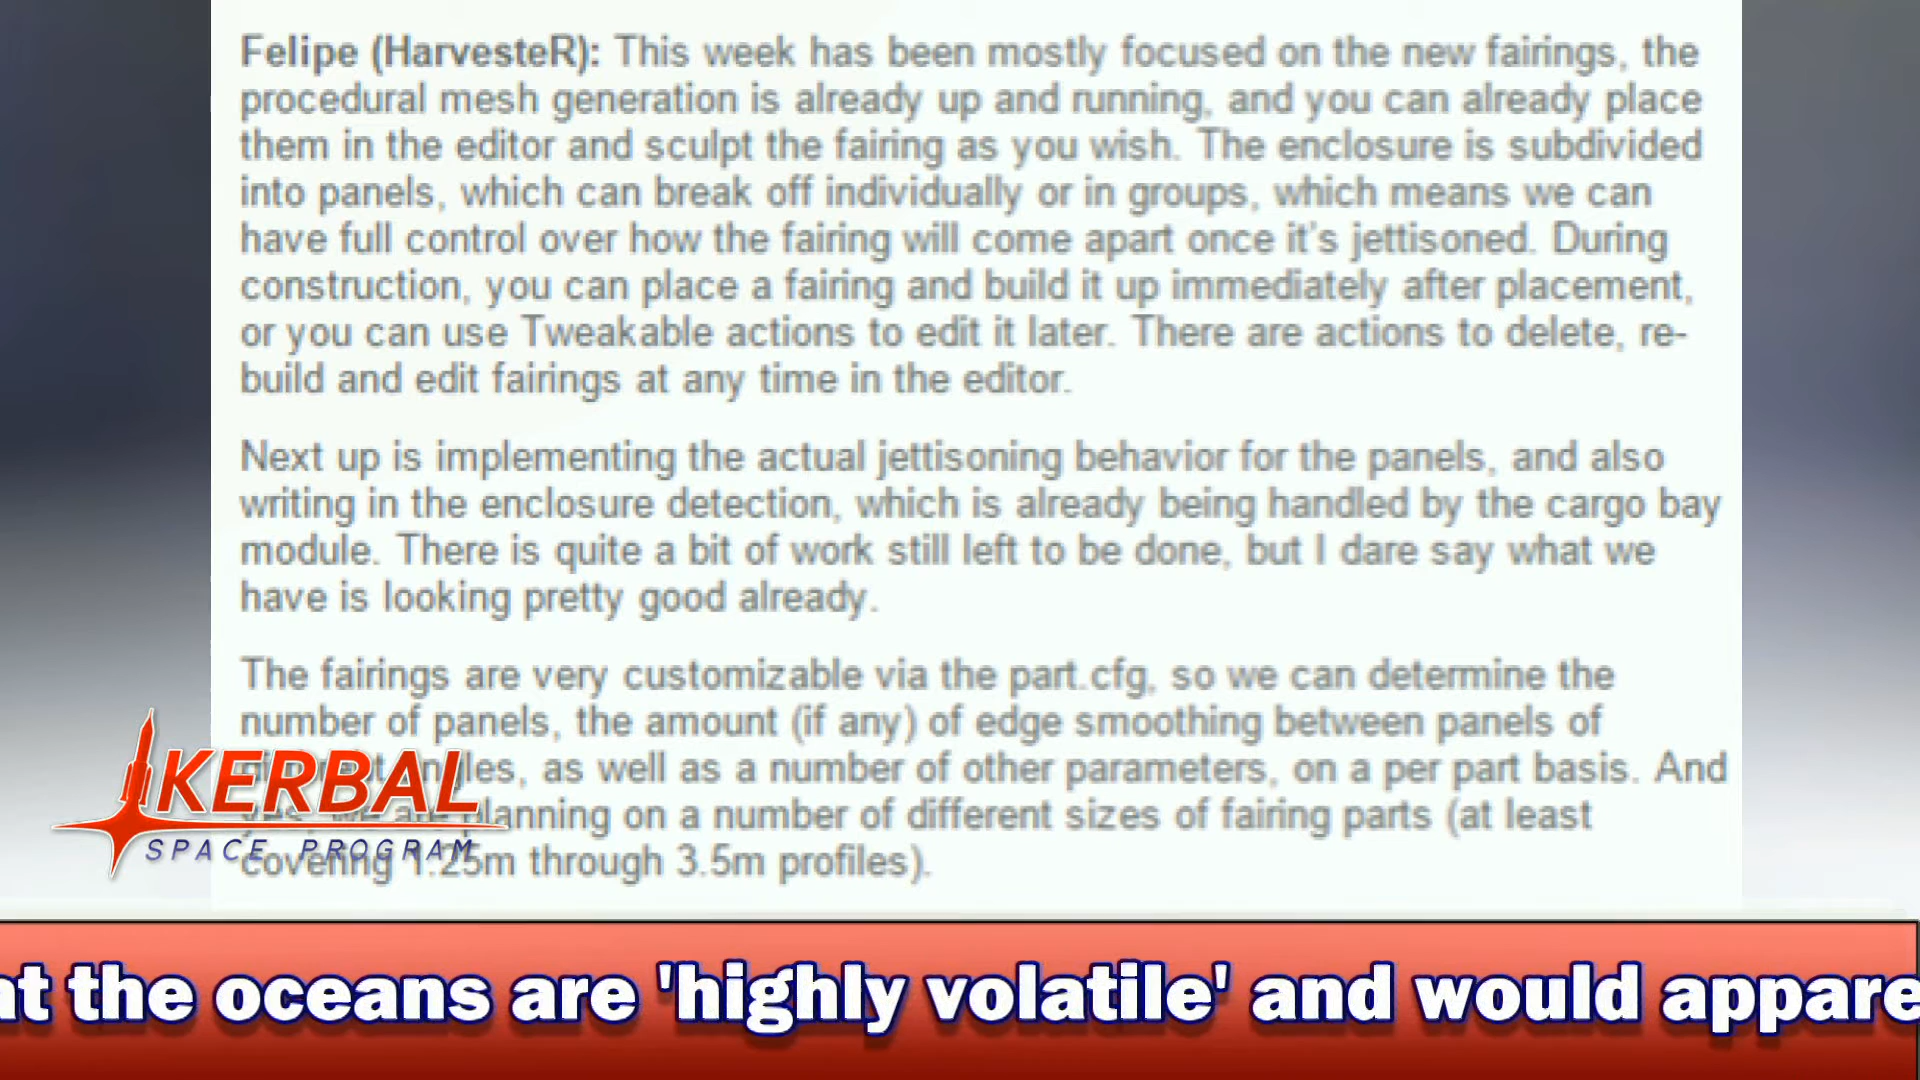 Felipe (HarvesteR): This week has been mostly focused on the new fairings, the
procedural mesh generation is already up and running, and you can already place
them in the editor and sculpt the fairing as you wish. The enclosure is subdivided
into panels, which can break off individually or in groups, which means we can
have full control over how the fairing will come apart once it's jettisoned. During
construction, you can place a fairing and build it up immediately after placement,
or you can use Tweakable actions to edit it later. There are actions to delete, re-
build and edit fairings at any time in the editor.
Next up is implementing the actual jettisoning behavior for the panels, and also
writing in the enclosure detection, which is already being handled by the cargo bay
module. There is quite a bit of work still left to be done, but I dare say what we
have is looking pretty good already.
The fairings are very customizable via the part.cfg, so we can determine the
number of panels, the amount (if any) of edge smoothing between panels of
as well as a number of other parameters, on a per part basis. And
yes, we are planning on a number of different sizes of fairing parts (at least
covering 1.25m through 3.5m profiles).
KERBAL
SPACE PROGRAM
at the oceans are 'highly volatile' and would appare